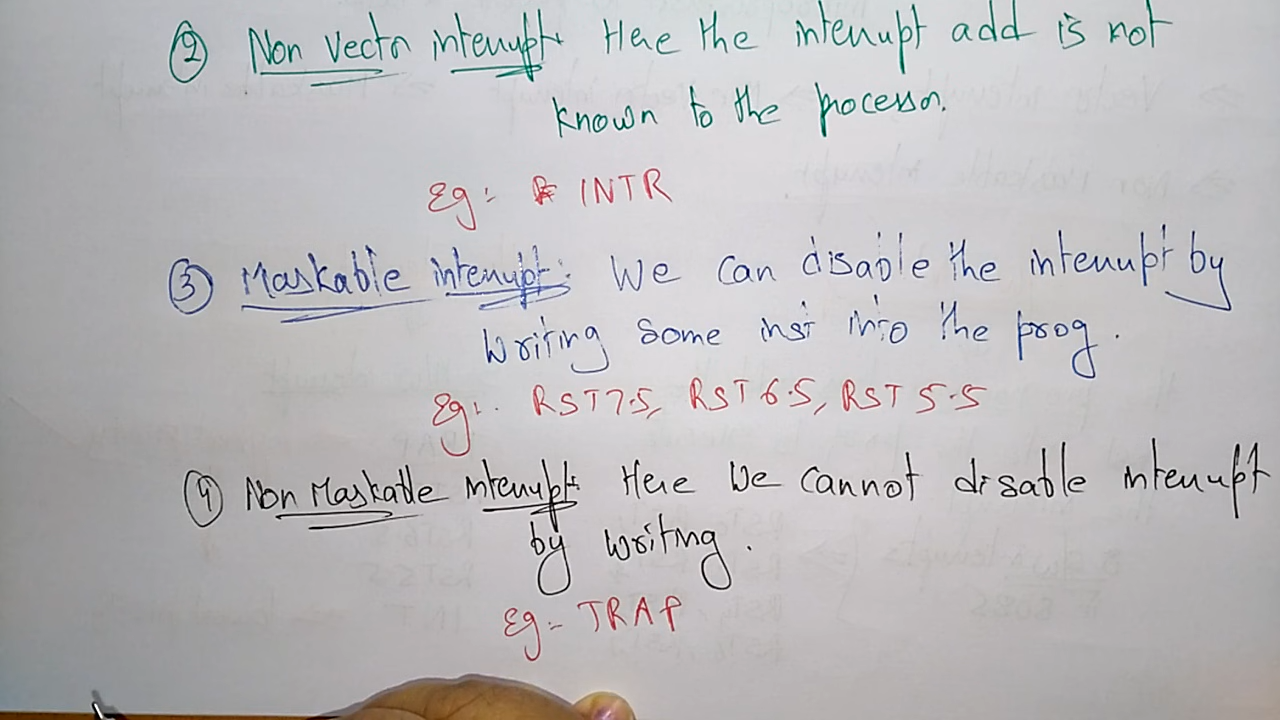 ② Non Vector interrupt: Here the interrupt add is not
known to the processor.
Eg: INTR
③ Maskable interrupt: We can disable the interrupt by
writing some inst into the prog.
Eg: RST7.5, RST 6.5, RST 5.5
④ Non Maskable interrupt: Here We cannot disable interrupt
by writing.
Eg:- TRAP